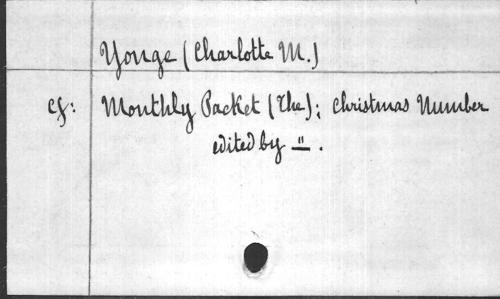 Yonge (Charlotte M.)
cf: Monthly Packet (The); Christmas Number
edited by —"— .